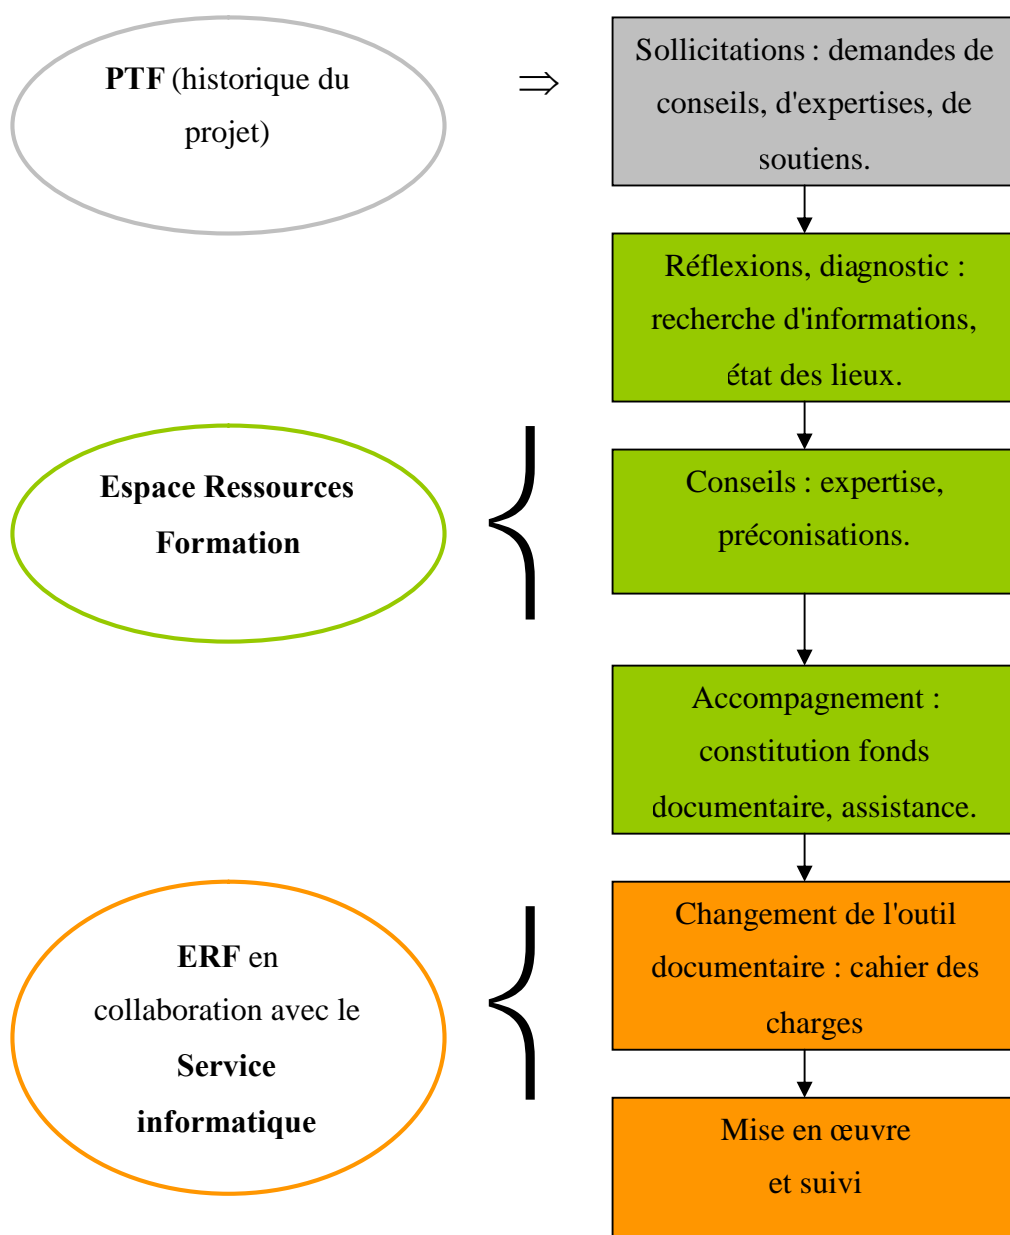 PTF (historique du
projet)
⇒
Sollicitations : demandes de
conseils, d'expertises, de
soutiens.
Réflexions, diagnostic :
recherche d'informations,
état des lieux.
Espace Ressources
Formation
Conseils : expertise,
préconisations.
Accompagnement :
constitution fonds
documentaire, assistance.
ERF en
collaboration avec le
Service
informatique
Changement de l'outil
documentaire : cahier des
charges
Mise en œuvre
et suivi